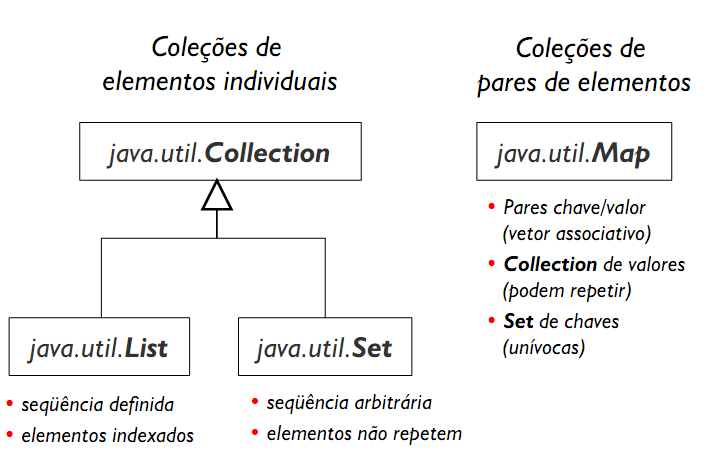 Coleções de
elementos individuais
java.util.Collection
java.util.List
• seqüência definida
• elementos indexados
java.util.Set
• seqüência arbitrária
• elementos não repetem
Coleções de
pares de elementos
java.util.Map
• Pares chave/valor
(vetor associativo)
• Collection de valores
(podem repetir)
• Set de chaves
(unívocas)